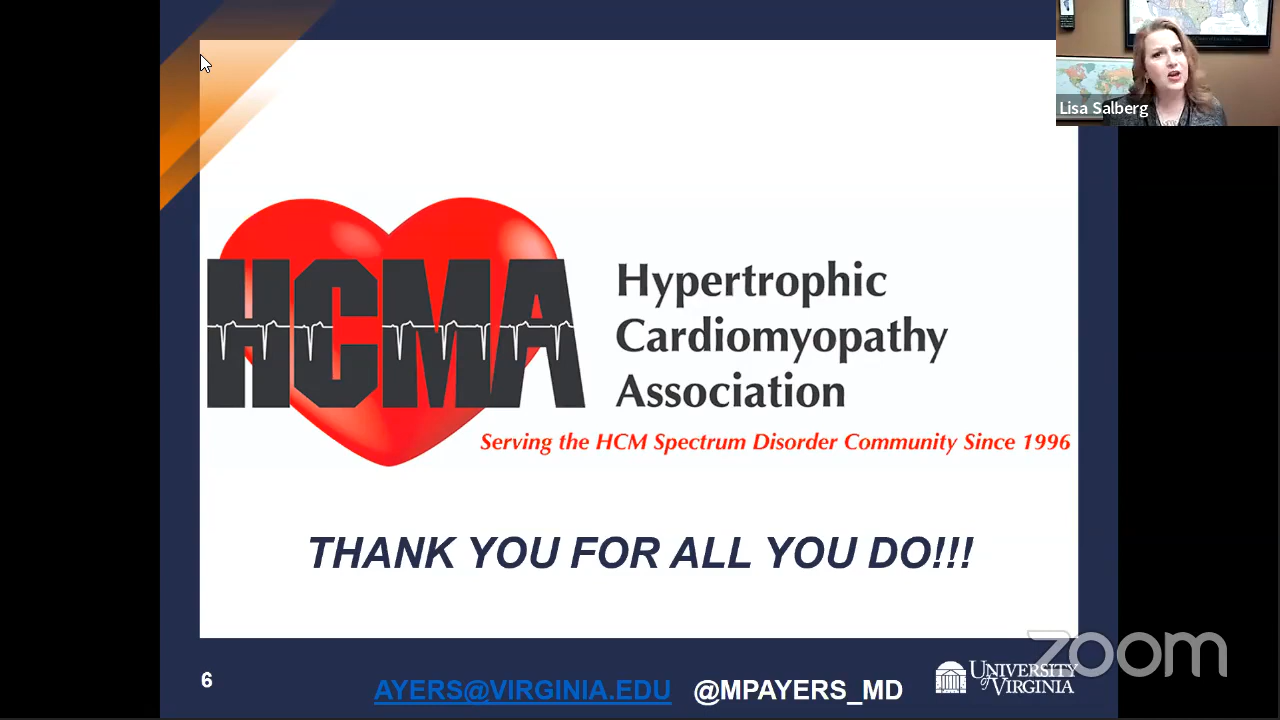 Lisa Salberg
HCMA
Hypertrophic
Cardiomyopathy
Association
Serving the HCM Spectrum Disorder Community Since 1996
THANK YOU FOR ALL YOU DO!!!
6
AYERS@VIRGINIA.EDU @MPAYERS_MD
UNIVERSITY
of VIRGINIA
zoom